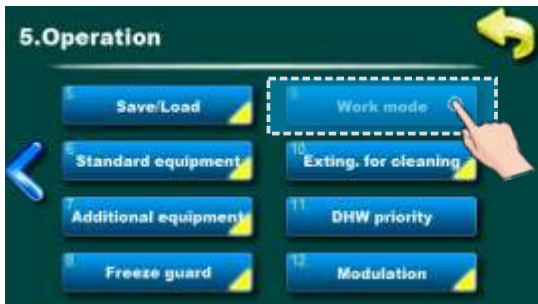 5.Operation
5
Save/Load
9
Work mode
6
Standard equipment
10
Exting. for cleaning
7
Additional equipment
11
DHW priority
8
Freeze guard
12
Modulation